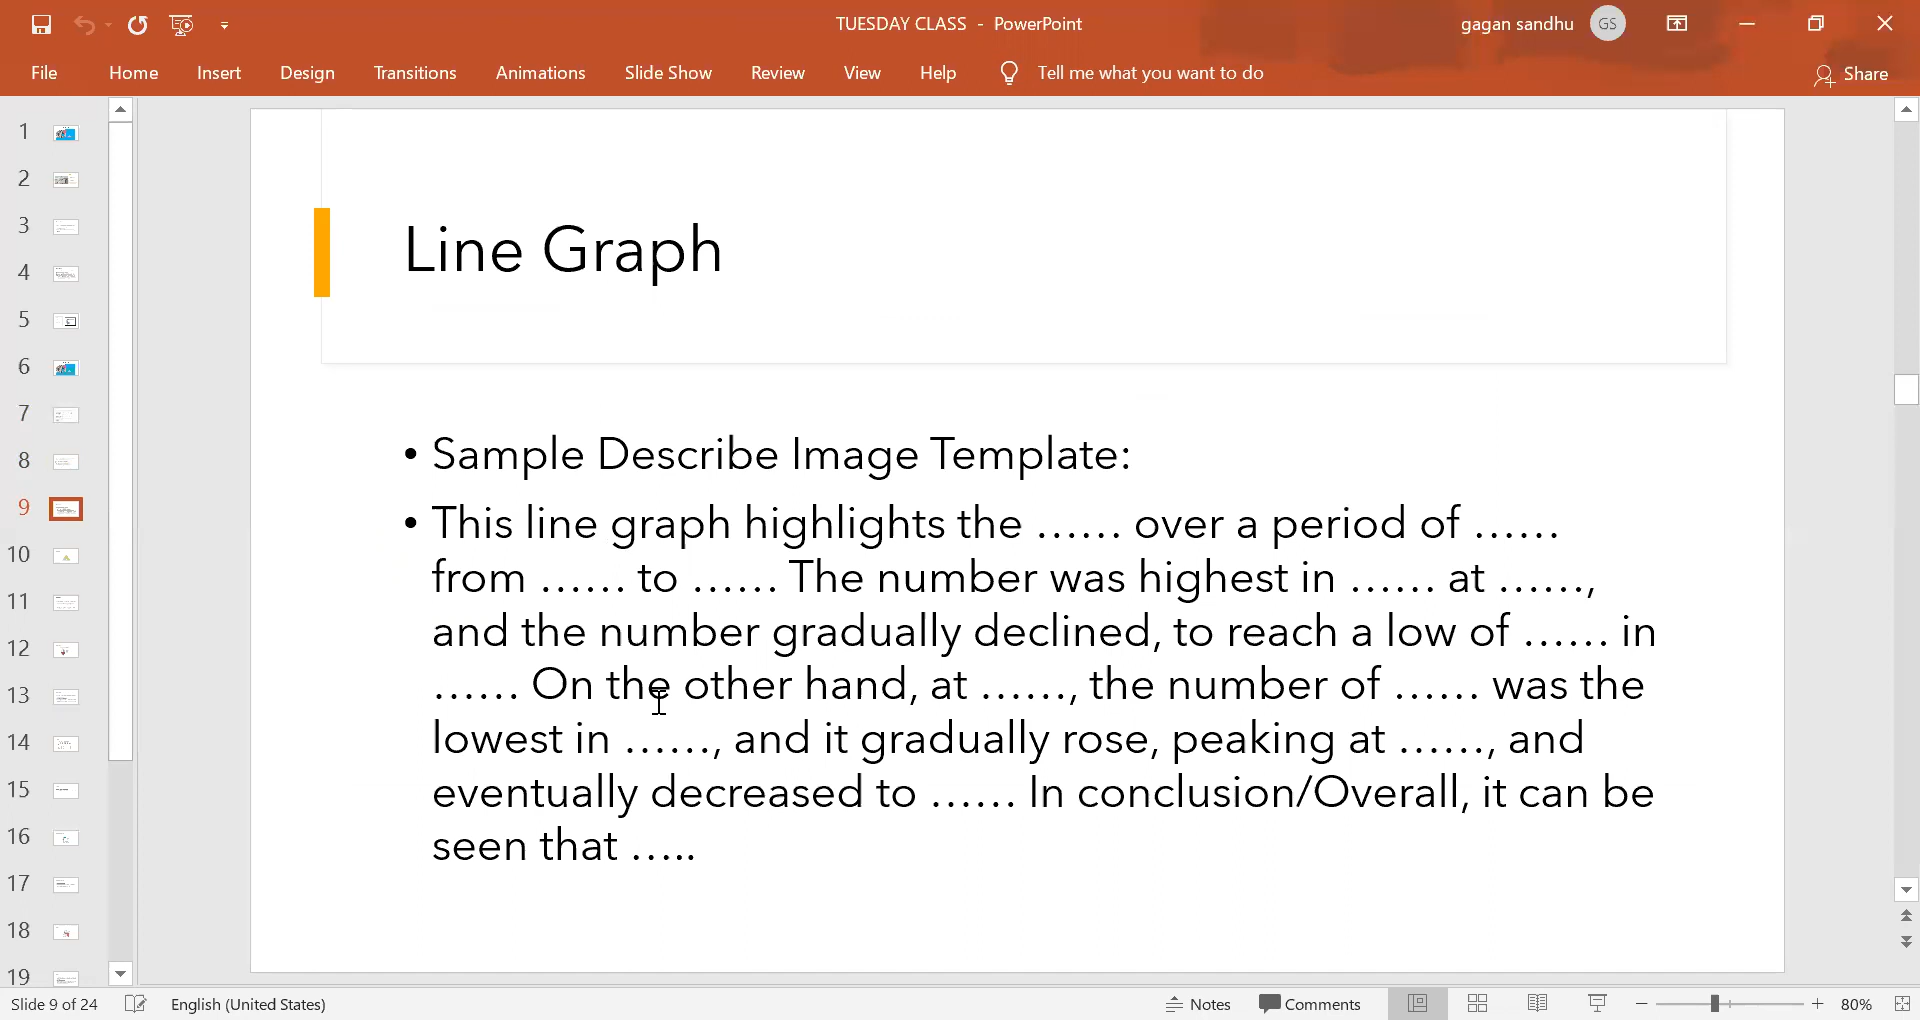 TUESDAY CLASS - PowerPoint
gagan sandhu GS
File Home Insert Design Transitions Animations Slide Show Review View Help Tell me what you want to do Share
1
2
3
4
5
6
7
8
9
10
11
12
13
14
15
16
17
18
19
Line Graph
• Sample Describe Image Template:
• This line graph highlights the …… over a period of ……
from …… to …… The number was highest in …… at ……,
and the number gradually declined, to reach a low of …… in
…… On the other hand, at ……, the number of …… was the
lowest in ……, and it gradually rose, peaking at ……, and
eventually decreased to …… In conclusion/Overall, it can be
seen that …..
Slide 9 of 24 English (United States) Notes Comments 80%